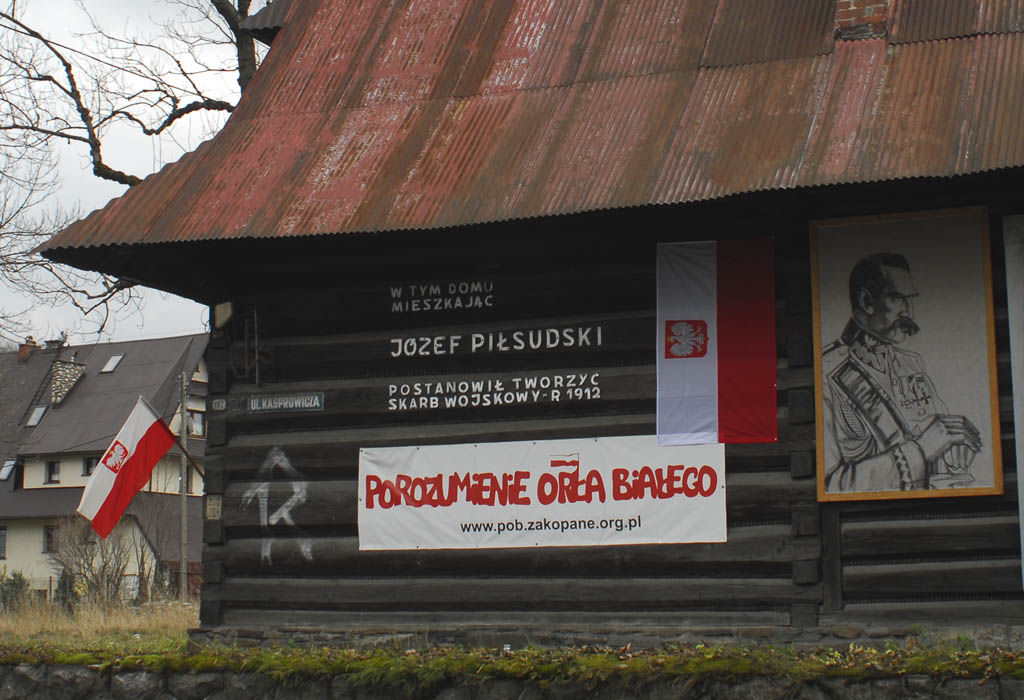 W TYM DOMU
MIESZKAJĄC
JÓZEF PIŁSUDSKI
POSTANOWIŁ TWORZYĆ
SKARB WOJSKOWY-R 1912
UL. KASPROWICZA
POROZUMIENIE ORŁA BIAŁEGO
www.pob.zakopane.org.pl